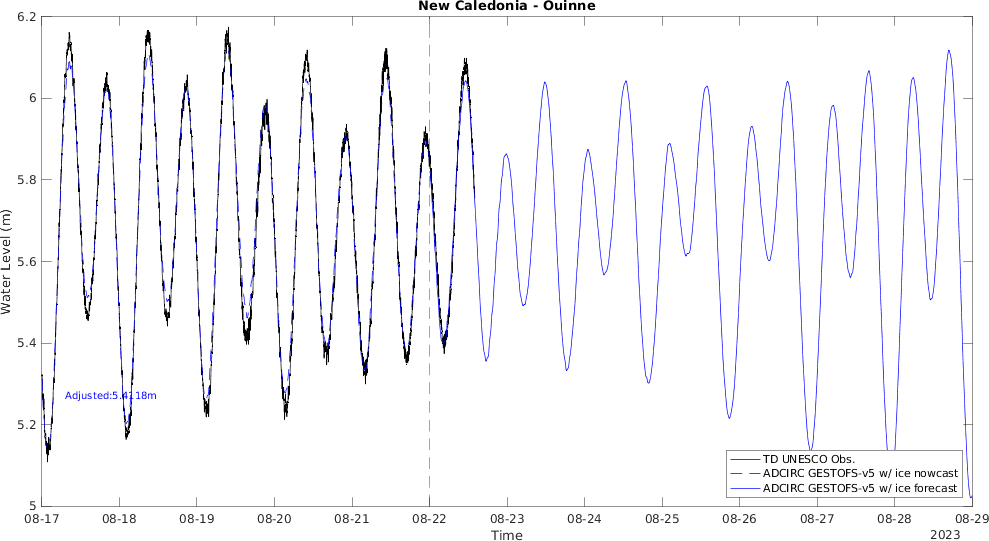 New Caledonia - Ouinne
6.2
6
5.8
5.6
5.4
5.2
5
Water Level (m)
Adjusted:5.4118m
TD UNESCO Obs.
ADCIRC GESTOFS-v5 w/ ice nowcast
ADCIRC GESTOFS-v5 w/ ice forecast
08-17 08-18 08-19 08-20 08-21 08-22 08-23 08-24 08-25 08-26 08-27 08-28 08-29
Time
2023